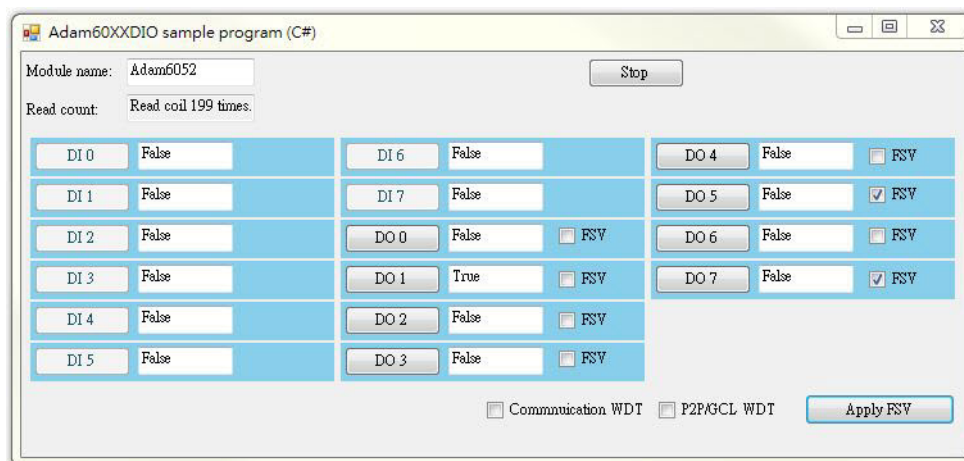 Adam60XXDIO sample program (C#)
Module name: Adam6052 Stop
Read count: Read coil 199 times.
DI 0 False DI 6 False DO 4 False FSV
DI 1 False DI 7 False DO 5 False FSV
DI 2 False DO 0 False FSV DO 6 False FSV
DI 3 False DO 1 True FSV DO 7 False FSV
DI 4 False DO 2 False FSV
DI 5 False DO 3 False FSV
Commnuication WDT P2P/GCL WDT Apply FSV